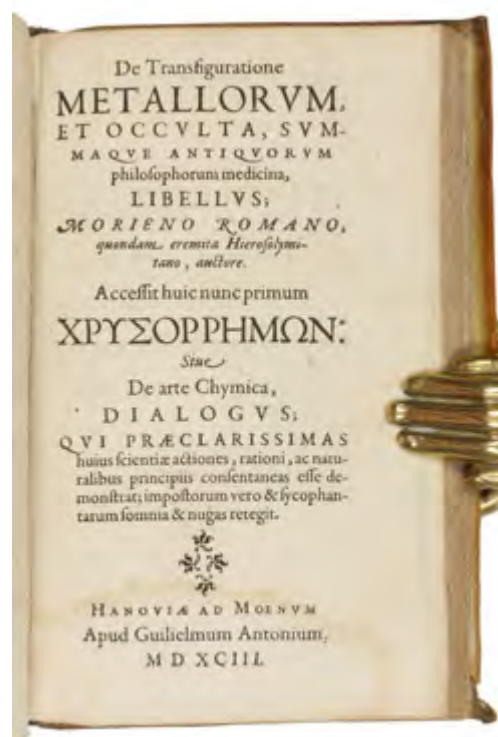 De Transfiguratione
METALLORVM,
ET OCCVLTA, SVM-
MAQVE ANTIQVORVM
philosophorum medicina,
LIBELLVS;
MORIENO ROMANO,
quondam eremita Hierosolymi-
tano, auctore.
Accessit huic nunc primum
ΧΡΥΣΟΡΡΗΜΩΝ:
Siue
De arte Chymica,
DIALOGVS;
QVI PRÆCLARISSIMAS
huius scientiæ actiones, rationi, ac natu-
ralibus principiis consentaneas esse de-
monstrat; impostorum vero & sycophan-
tarum somnia & nugas retegit.
HANOVIÆ AD MOENVM
Apud Guilielmum Antonium,
M D XCIII.